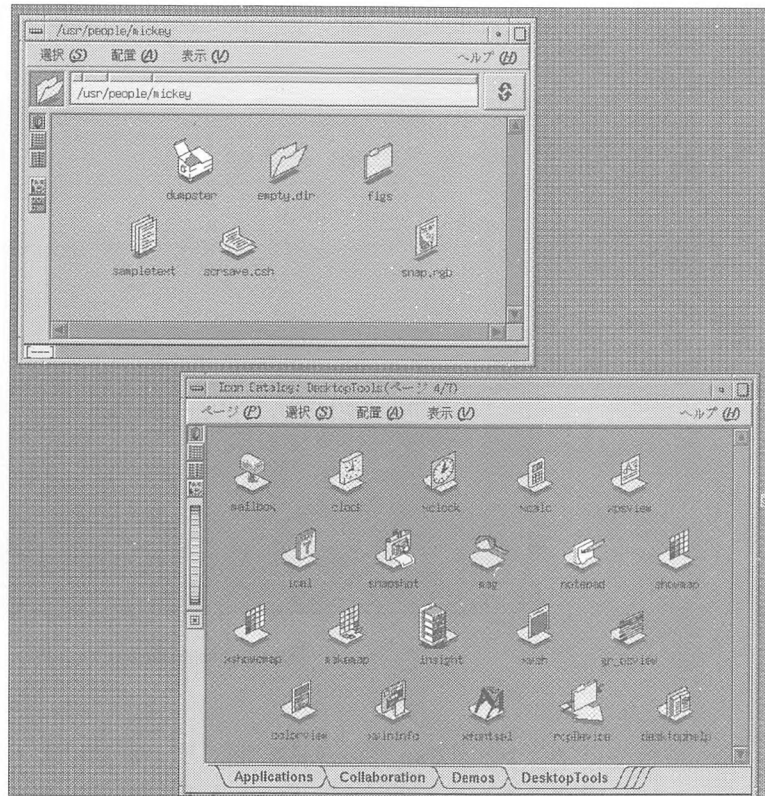 /usr/people/mickey
選択(S) 配置(A) 表示(V) ヘルプ(H)
/usr/people/mickey
dumpster empty.dir figs
sampletext scrsave.csh snap.rgb
Icon Catalog: DesktopTools(ページ 4/7)
ページ(P) 選択(S) 配置(A) 表示(V) ヘルプ(H)
mailbox clock xclock xcalc xpsview
ical snapshot mag notepad showmap
xshowcmap makemap insight xwsh gr_osview
colorview xwininfo xfontsel rcpDevice desktophelp
Applications Collaboration Demos DesktopTools